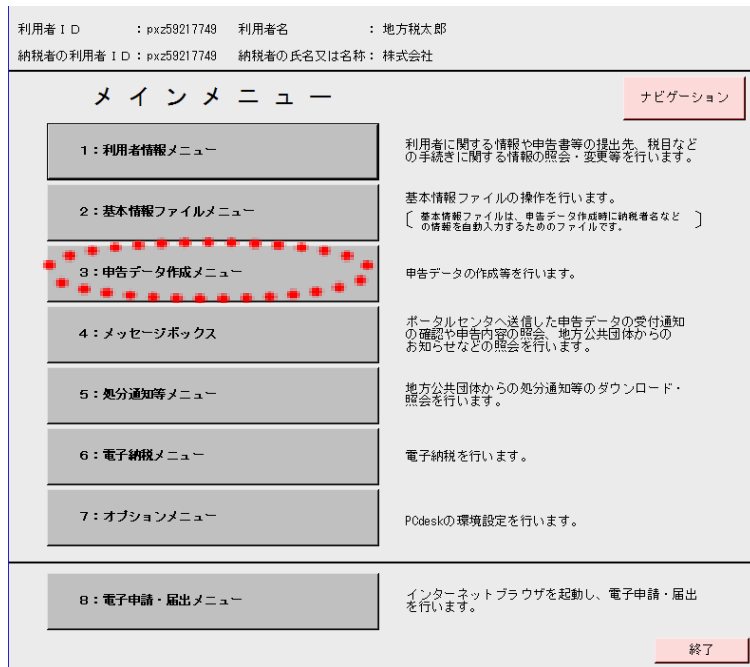 利用者ＩＤ　　　：pxz59217749　利用者名　　　　　：地方税太郎
納税者の利用者ＩＤ：pxz59217749　納税者の氏名又は名称：株式会社
メインメニュー
ナビゲーション
1：利用者情報メニュー
利用者に関する情報や申告書等の提出先、税目など
の手続きに関する情報の照会・変更等を行います。
2：基本情報ファイルメニュー
基本情報ファイルの操作を行います。
〔 基本情報ファイルは、申告データ作成時に納税者名など
の情報を自動入力するためのファイルです。 〕
3：申告データ作成メニュー
申告データの作成等を行います。
4：メッセージボックス
ポータルセンタへ送信した申告データの受付通知
の確認や申告内容の照会、地方公共団体からの
お知らせなどの照会を行います。
5：処分通知等メニュー
地方公共団体からの処分通知等のダウンロード・
照会を行います。
6：電子納税メニュー
電子納税を行います。
7：オプションメニュー
PCdeskの環境設定を行います。
8：電子申請・届出メニュー
インターネットブラウザを起動し、電子申請・届出
を行います。
終了